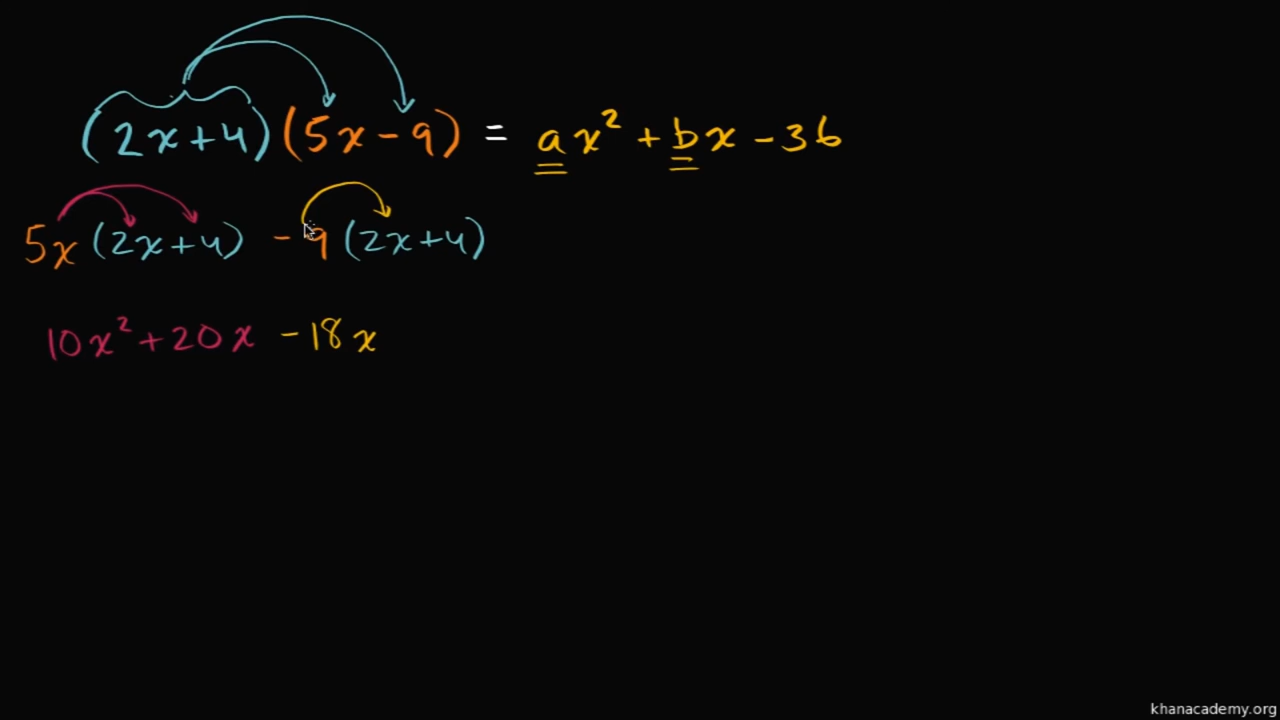 (2x+4)(5x-9) = ax² + bx - 36
5x(2x+4) -9(2x+4)
10x² + 20x - 18x
khanacademy.org